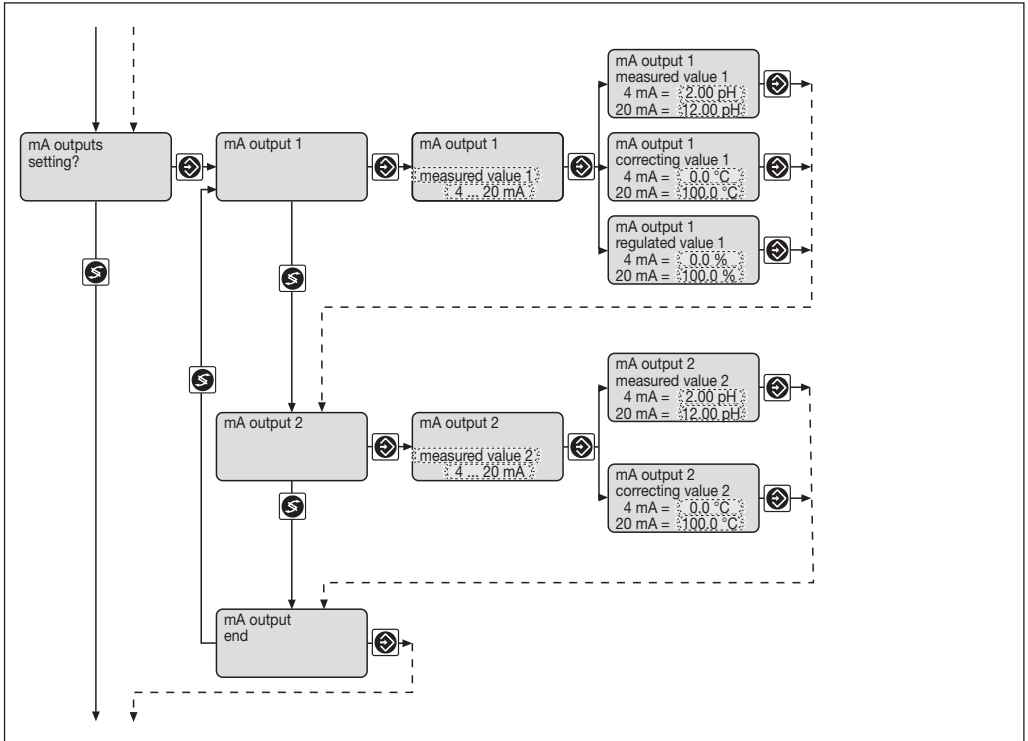 mA outputs
setting?
mA output 1
mA output 1
measured value 1
4 ... 20 mA
mA output 1
measured value 1
4 mA = 2.00 pH
20 mA = 12.00 pH
mA output 1
correcting value 1
4 mA = 0.0 °C
20 mA = 100.0 °C
mA output 1
regulated value 1
4 mA = 0.0 %
20 mA = 100.0 %
mA output 2
mA output 2
measured value 2
4 ... 20 mA
mA output 2
measured value 2
4 mA = 2.00 pH
20 mA = 12.00 pH
mA output 2
correcting value 2
4 mA = 0.0 °C
20 mA = 100.0 °C
mA output
end